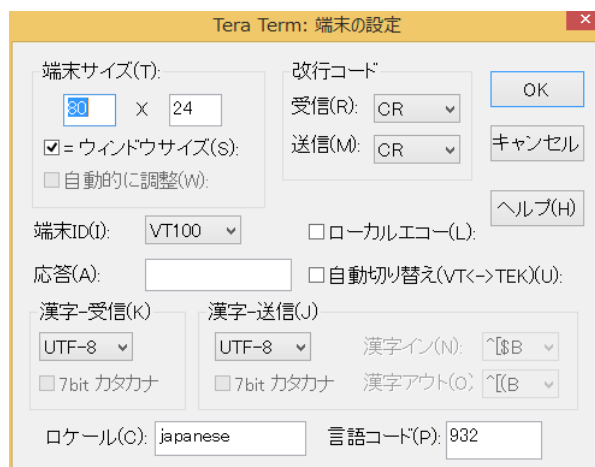 Tera Term: 端末の設定
端末サイズ(T):
80 X 24
= ウィンドウサイズ(S):
自動的に調整(W):
改行コード
受信(R): CR
送信(M): CR
OK
キャンセル
ヘルプ(H)
端末ID(I): VT100
ローカルエコー(L):
応答(A):
自動切り替え(VT<->TEK)(U):
漢字-受信(K)
UTF-8
7bit カタカナ
漢字-送信(J)
UTF-8
7bit カタカナ
漢字イン(N): ^[$B
漢字アウト(O) ^[(B
ロケール(C): japanese
言語コード(P): 932